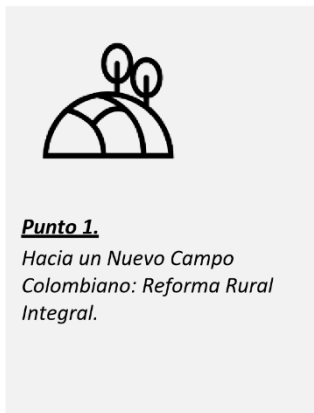 Punto 1.
Hacia un Nuevo Campo
Colombiano: Reforma Rural
Integral.